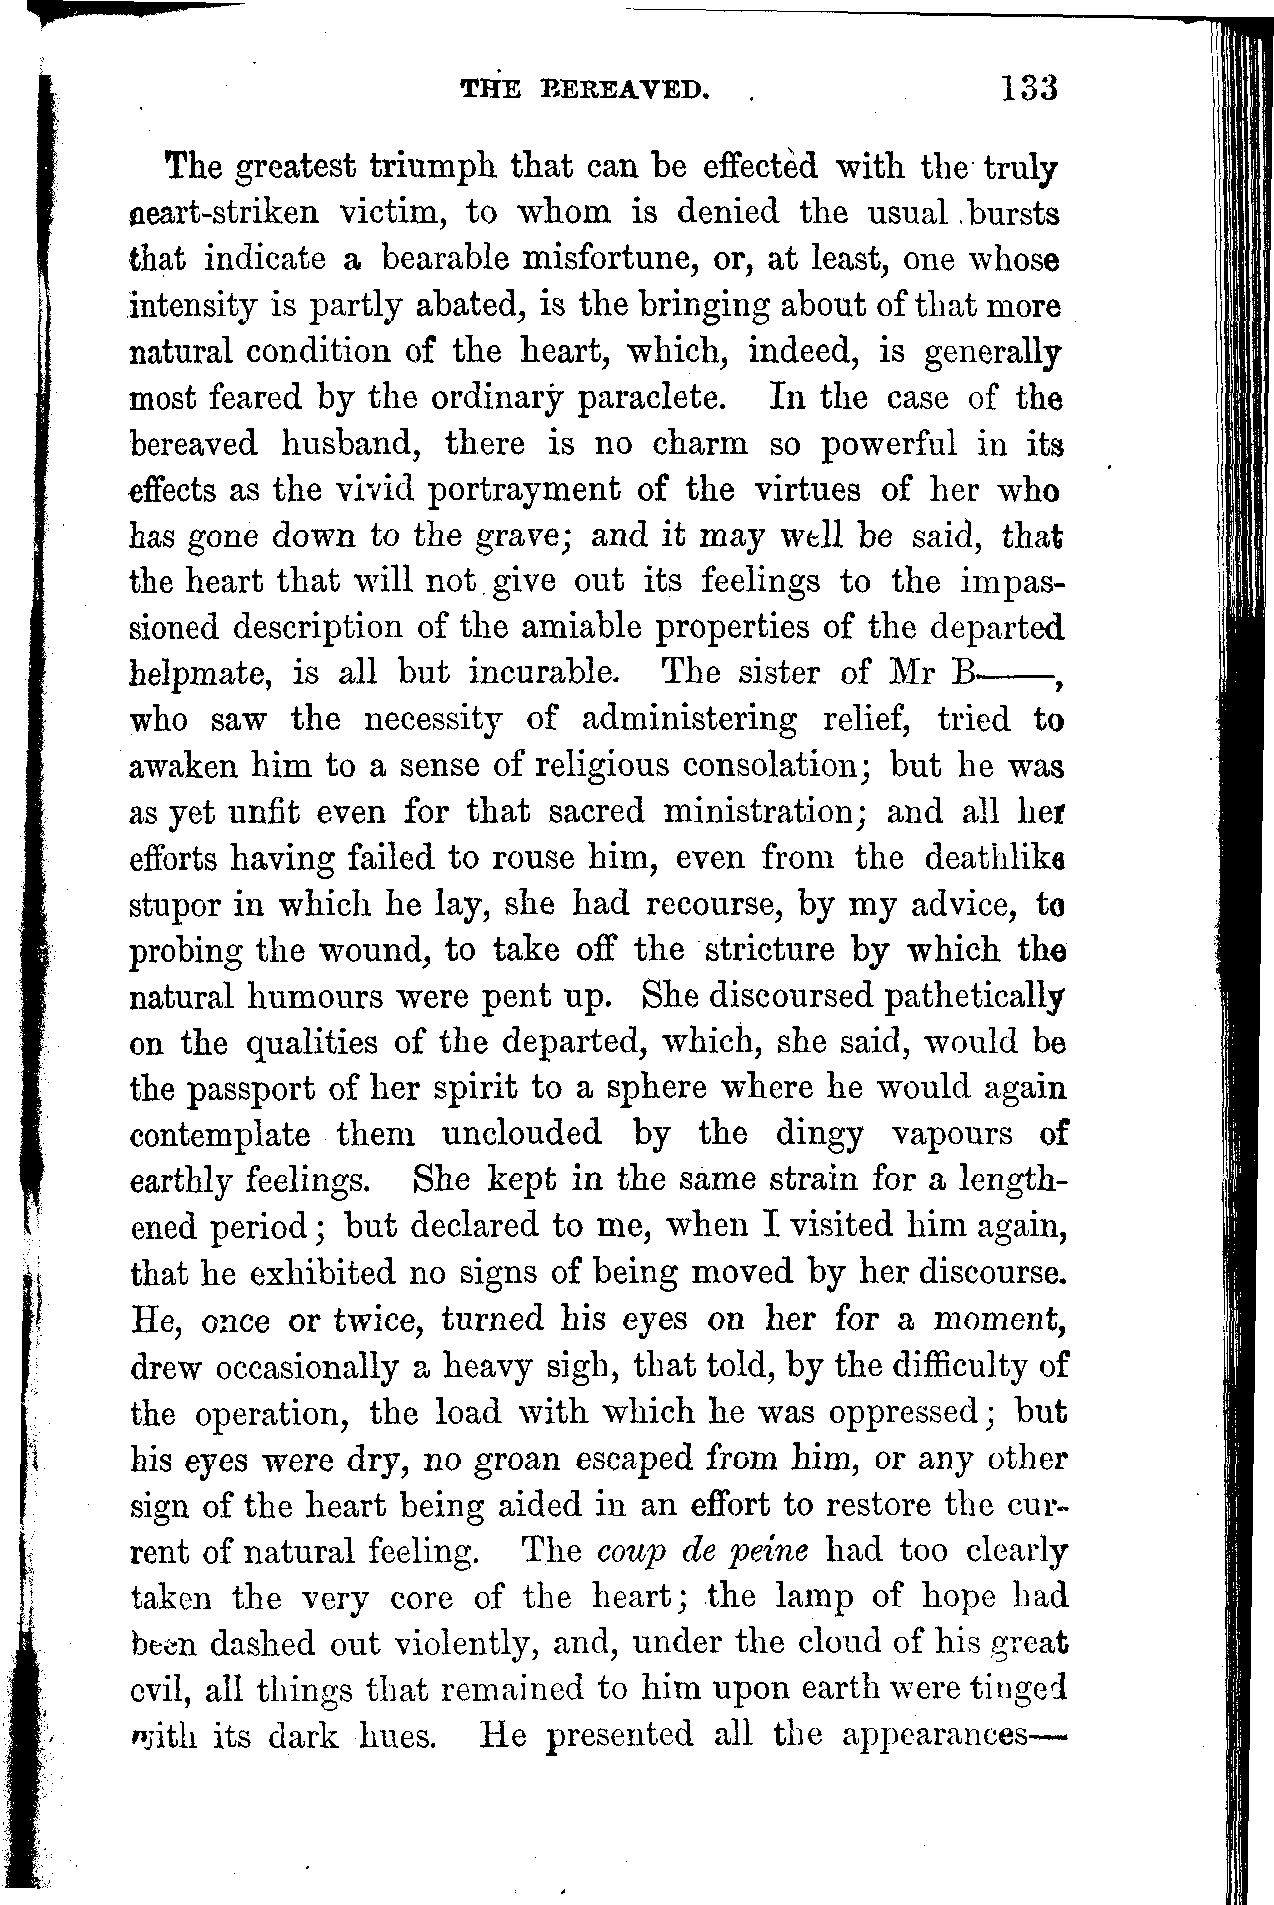 THE BEREAVED. 133
The greatest triumph that can be effected with the truly
heart-striken victim, to whom is denied the usual bursts
that indicate a bearable misfortune, or, at least, one whose
intensity is partly abated, is the bringing about of that more
natural condition of the heart, which, indeed, is generally
most feared by the ordinary paraclete. In the case of the
bereaved husband, there is no charm so powerful in its
effects as the vivid portrayment of the virtues of her who
has gone down to the grave; and it may well be said, that
the heart that will not give out its feelings to the impas-
sioned description of the amiable properties of the departed
helpmate, is all but incurable. The sister of Mr B——,
who saw the necessity of administering relief, tried to
awaken him to a sense of religious consolation; but he was
as yet unfit even for that sacred ministration; and all her
efforts having failed to rouse him, even from the deathlike
stupor in which he lay, she had recourse, by my advice, to
probing the wound, to take off the stricture by which the
natural humours were pent up. She discoursed pathetically
on the qualities of the departed, which, she said, would be
the passport of her spirit to a sphere where he would again
contemplate them unclouded by the dingy vapours of
earthly feelings. She kept in the same strain for a length-
ened period; but declared to me, when I visited him again,
that he exhibited no signs of being moved by her discourse.
He, once or twice, turned his eyes on her for a moment,
drew occasionally a heavy sigh, that told, by the difficulty of
the operation, the load with which he was oppressed; but
his eyes were dry, no groan escaped from him, or any other
sign of the heart being aided in an effort to restore the cur-
rent of natural feeling. The coup de peine had too clearly
taken the very core of the heart; the lamp of hope had
been dashed out violently, and, under the cloud of his great
evil, all things that remained to him upon earth were tinged
with its dark hues. He presented all the appearances—